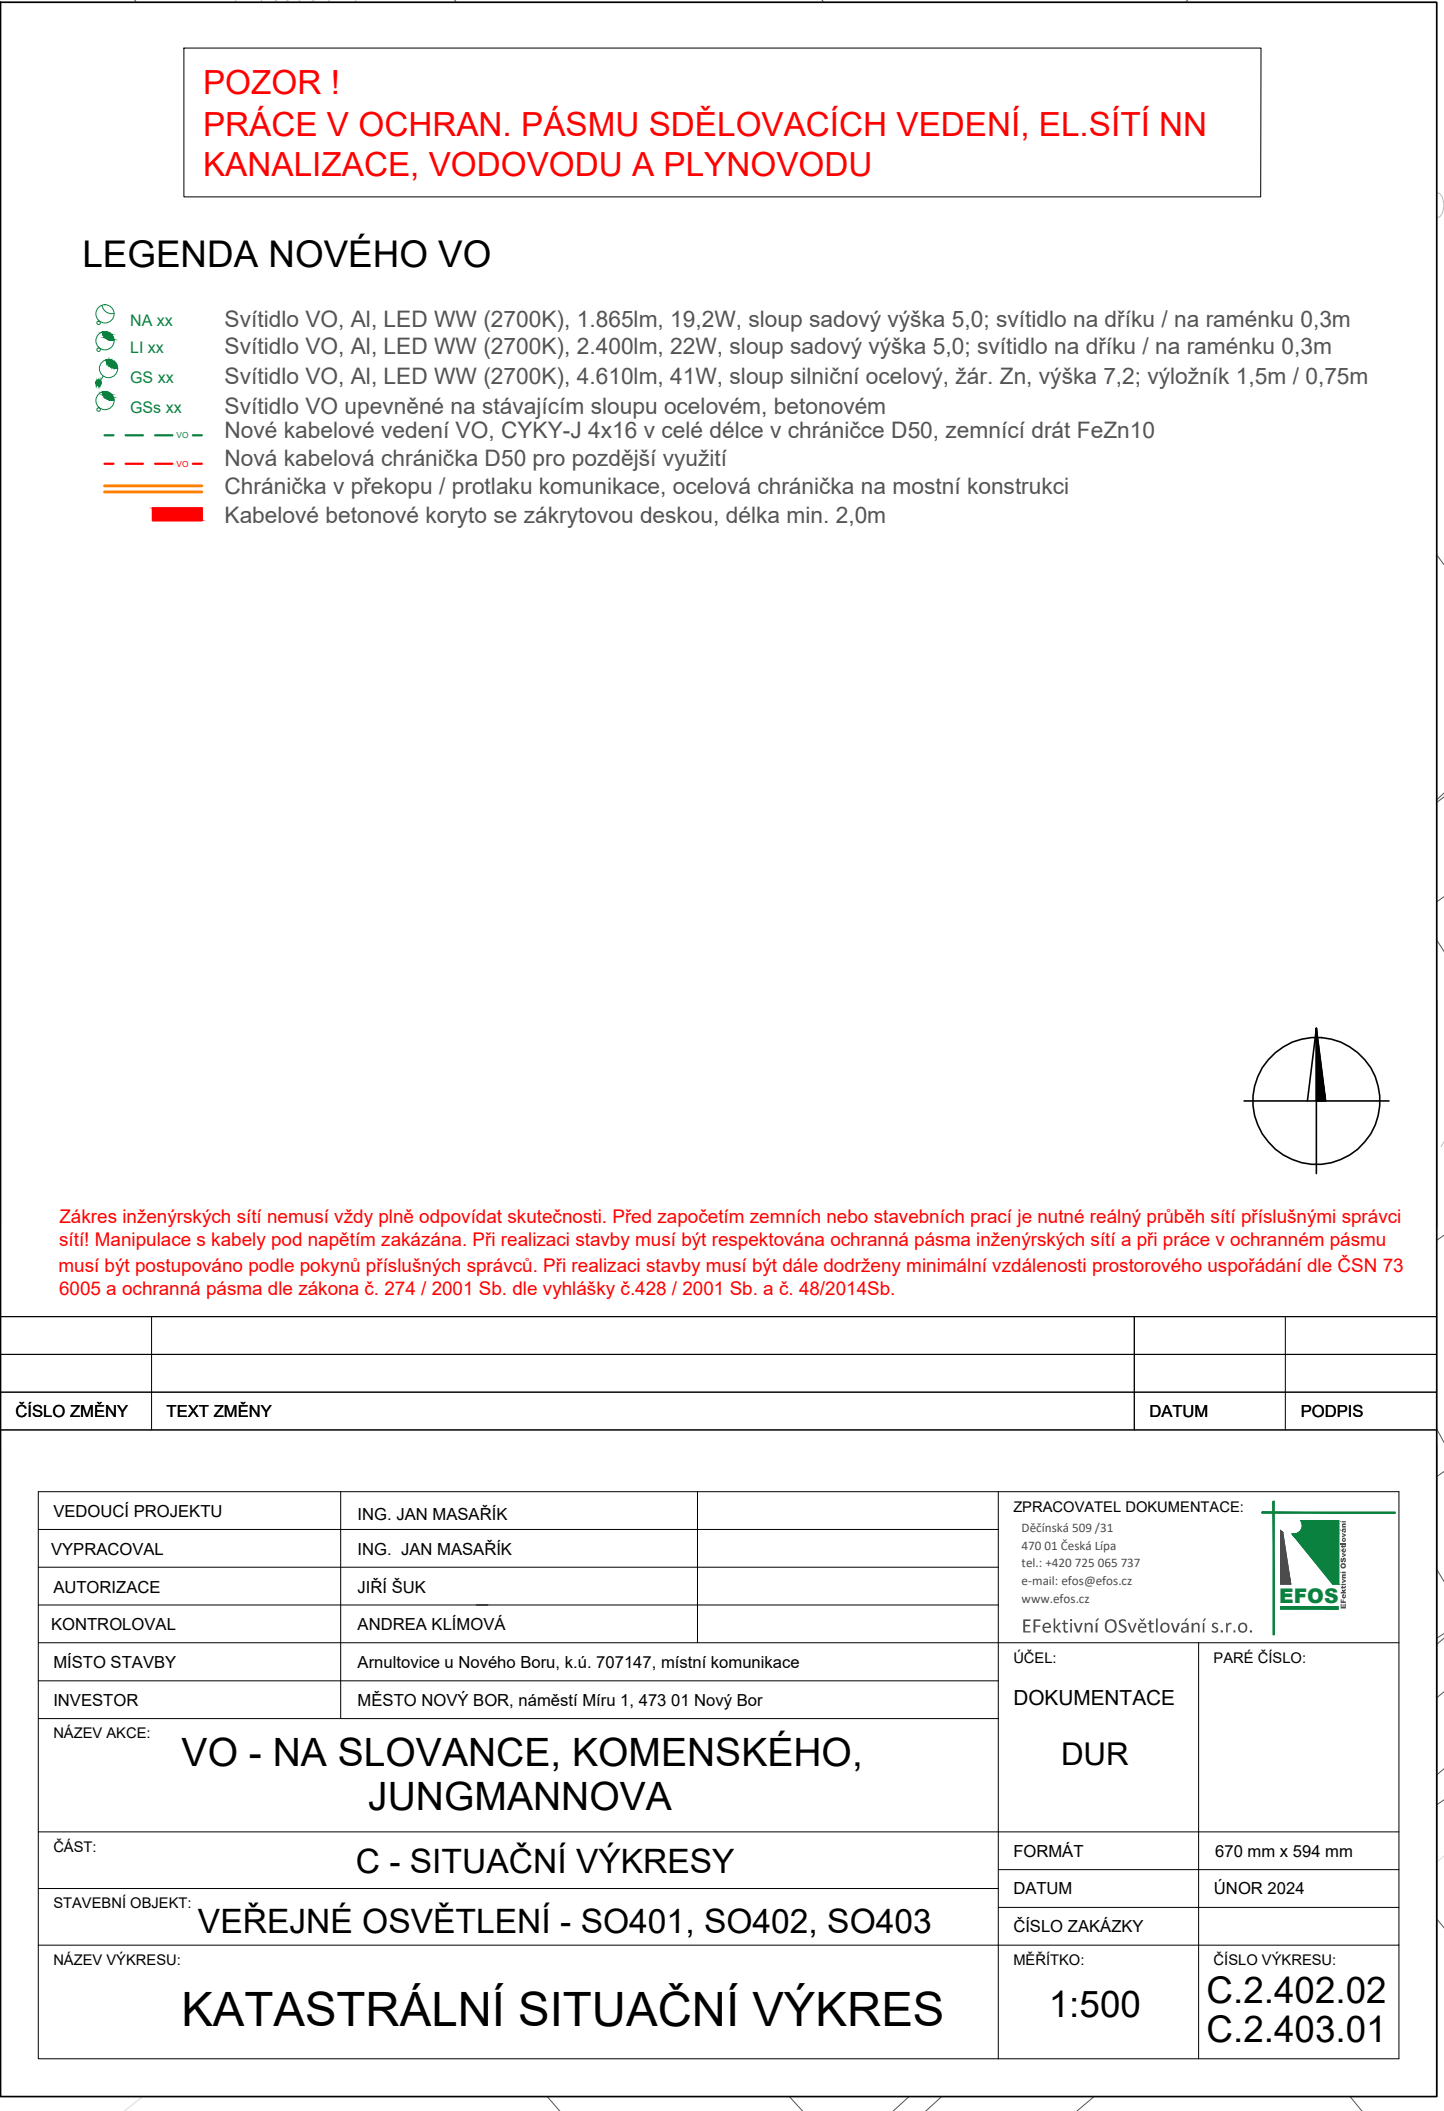 POZOR !
PRÁCE V OCHRAN. PÁSMU SDĚLOVACÍCH VEDENÍ, EL.SÍTÍ NN
KANALIZACE, VODOVODU A PLYNOVODU
LEGENDA NOVÉHO VO
NA xx Svítidlo VO, Al, LED WW (2700K), 1.865lm, 19,2W, sloup sadový výška 5,0; svítidlo na dříku / na raménku 0,3m
LI xx Svítidlo VO, Al, LED WW (2700K), 2.400lm, 22W, sloup sadový výška 5,0; svítidlo na dříku / na raménku 0,3m
GS xx Svítidlo VO, Al, LED WW (2700K), 4.610lm, 41W, sloup silniční ocelový, žár. Zn, výška 7,2; výložník 1,5m / 0,75m
GSs xx Svítidlo VO upevněné na stávajícím sloupu ocelovém, betonovém
VO Nové kabelové vedení VO, CYKY-J 4x16 v celé délce v chráničce D50, zemnící drát FeZn10
VO Nová kabelová chránička D50 pro pozdější využití
Chránička v překopu / protlaku komunikace, ocelová chránička na mostní konstrukci
Kabelové betonové koryto se zákrytovou deskou, délka min. 2,0m
Zákres inženýrských sítí nemusí vždy plně odpovídat skutečnosti. Před započetím zemních nebo stavebních prací je nutné reálný průběh sítí příslušnými správci
sítí! Manipulace s kabely pod napětím zakázána. Při realizaci stavby musí být respektována ochranná pásma inženýrských sítí a při práce v ochranném pásmu
musí být postupováno podle pokynů příslušných správců. Při realizaci stavby musí být dále dodrženy minimální vzdálenosti prostorového uspořádání dle ČSN 73
6005 a ochranná pásma dle zákona č. 274 / 2001 Sb. dle vyhlášky č.428 / 2001 Sb. a č. 48/2014Sb.
ČÍSLO ZMĚNY TEXT ZMĚNY DATUM PODPIS
VEDOUCÍ PROJEKTU ING. JAN MASAŘÍK
VYPRACOVAL ING. JAN MASAŘÍK
AUTORIZACE JIŘÍ ŠUK
KONTROLOVAL ANDREA KLÍMOVÁ
MÍSTO STAVBY Arnultovice u Nového Boru, k.ú. 707147, místní komunikace
INVESTOR MĚSTO NOVÝ BOR, náměstí Míru 1, 473 01 Nový Bor
ZPRACOVATEL DOKUMENTACE:
Děčínská 509 /31
470 01 Česká Lípa
tel.: +420 725 065 737
e-mail: efos@efos.cz
www.efos.cz
EFektivní OSvětlování s.r.o.
EFOS
EFektivní OSvětlování
ÚČEL:
DOKUMENTACE
DUR
PARÉ ČÍSLO:
NÁZEV AKCE:
VO - NA SLOVANCE, KOMENSKÉHO,
JUNGMANNOVA
ČÁST:
C - SITUAČNÍ VÝKRESY
STAVEBNÍ OBJEKT:
VEŘEJNÉ OSVĚTLENÍ - SO401, SO402, SO403
FORMÁT 670 mm x 594 mm
DATUM ÚNOR 2024
ČÍSLO ZAKÁZKY
NÁZEV VÝKRESU:
KATASTRÁLNÍ SITUAČNÍ VÝKRES
MĚŘÍTKO:
1:500
ČÍSLO VÝKRESU:
C.2.402.02
C.2.403.01